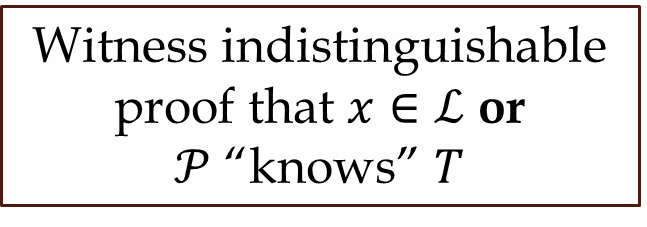 Witness indistinguishable
proof that 𝑥 ∈ ℒ or
𝒫 “knows” 𝑇